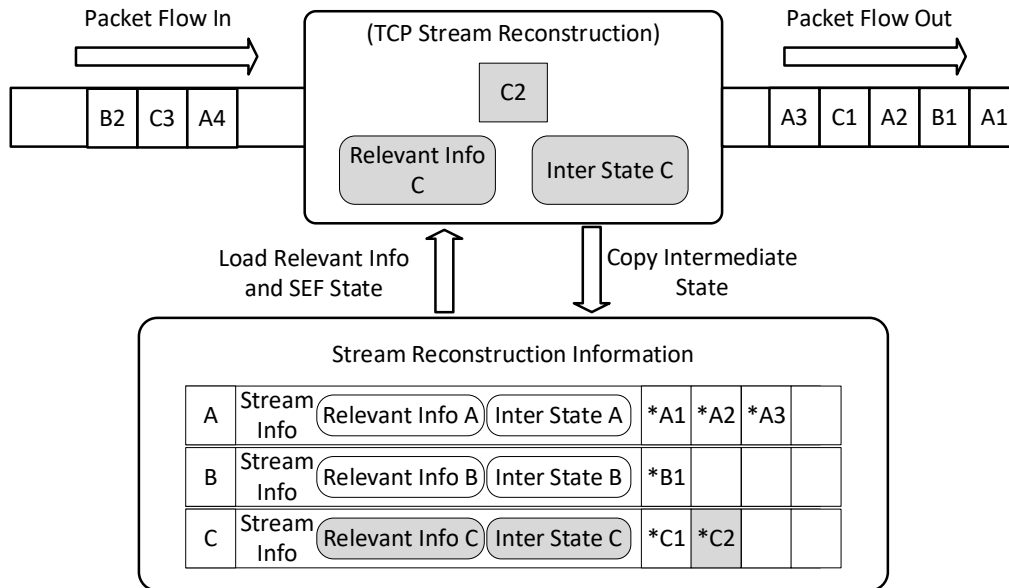 Packet Flow In
(TCP Stream Reconstruction)
Packet Flow Out
B2 C3 A4
C2
A3 C1 A2 B1 A1
Relevant Info
C
Inter State C
Load Relevant Info
and SEF State
Copy Intermediate
State
Stream Reconstruction Information
A
Stream
Info
Relevant Info A
Inter State A
*A1 *A2 *A3
B
Stream
Info
Relevant Info B
Inter State B
*B1
C
Stream
Info
Relevant Info C
Inter State C
*C1 *C2